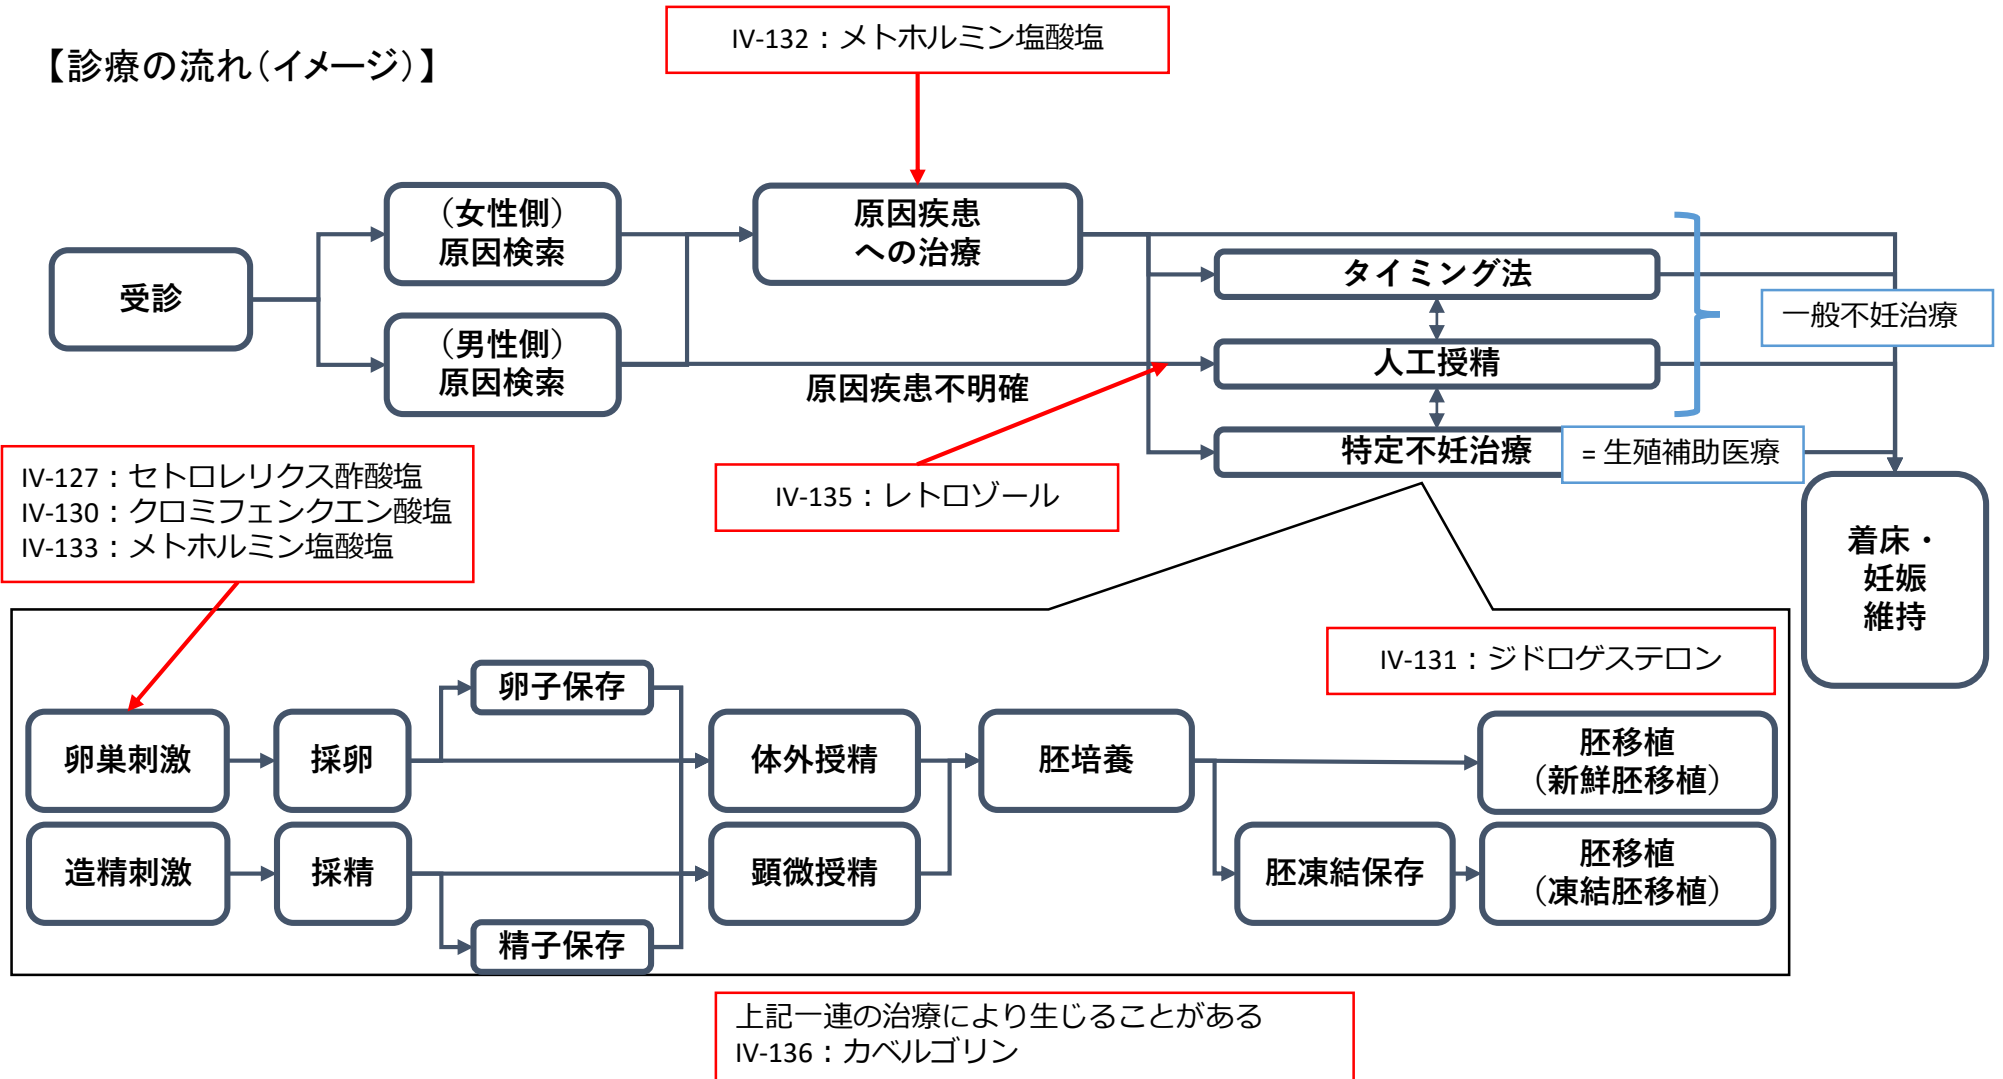 【診療の流れ(イメージ)】
IV-132：メトホルミン塩酸塩
受診
（女性側）
原因検索
（男性側）
原因検索
原因疾患
への治療
原因疾患不明確
タイミング法
人工授精
特定不妊治療
一般不妊治療
= 生殖補助医療
着床・
妊娠
維持
IV-127：セトロレリクス酢酸塩
IV-130：クロミフェンクエン酸塩
IV-133：メトホルミン塩酸塩
IV-135：レトロゾール
IV-131：ジドロゲステロン
卵巣刺激
採卵
卵子保存
体外授精
胚培養
胚移植
（新鮮胚移植）
造精刺激
採精
精子保存
顕微授精
胚凍結保存
胚移植
（凍結胚移植）
上記一連の治療により生じることがある
IV-136：カベルゴリン